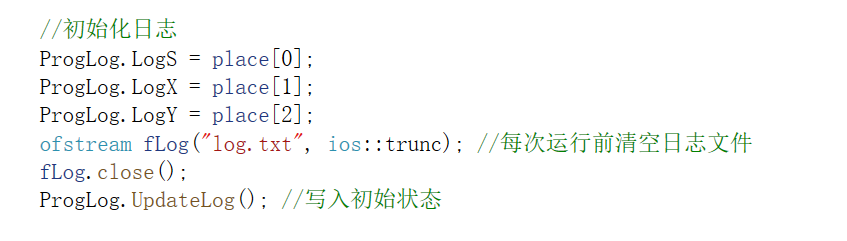 //初始化日志
ProgLog.LogS = place[0];
ProgLog.LogX = place[1];
ProgLog.LogY = place[2];
ofstream fLog("log.txt", ios::trunc); //每次运行前清空日志文件
fLog.close();
ProgLog.UpdateLog(); //写入初始状态